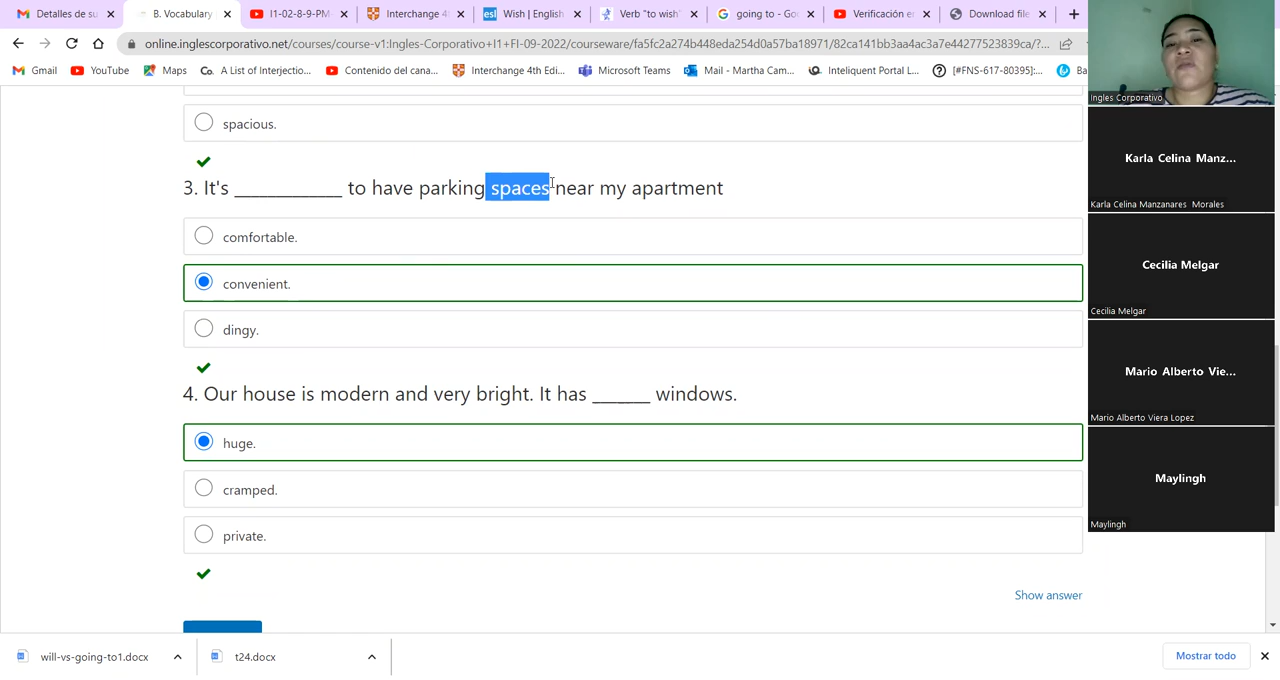 Detalles de su
B. Vocabulary
I1-02-8-9-PM
Interchange 4
Wish | English
Verb "to wish"
going to - Go
Verificación e
Download file
online.inglescorporativo.net/courses/course-v1:Ingles-Corporativo+I1+FI-09-2022/courseware/fa5fc2a274b448eda254d0a57ba18971/82ca141bb3aa4ac3a7e44277523839ca/?...
Gmail
YouTube
Maps
A List of Interjectio...
Contenido del cana...
Interchange 4th Edi...
Microsoft Teams
Mail - Martha Cam...
Inteliquent Portal L...
[#FNS-617-80395]:...
Ba
spacious.
3. It's _____________ to have parking spaces near my apartment
comfortable.
convenient.
dingy.
4. Our house is modern and very bright. It has _______ windows.
huge.
cramped.
private.
Show answer
Ingles Corporativo
Karla Celina Manz...
Karla Celina Manzanares Morales
Cecilia Melgar
Cecilia Melgar
Mario Alberto Vie...
Mario Alberto Viera Lopez
Maylingh
Maylingh
will-vs-going-to1.docx
t24.docx
Mostrar todo